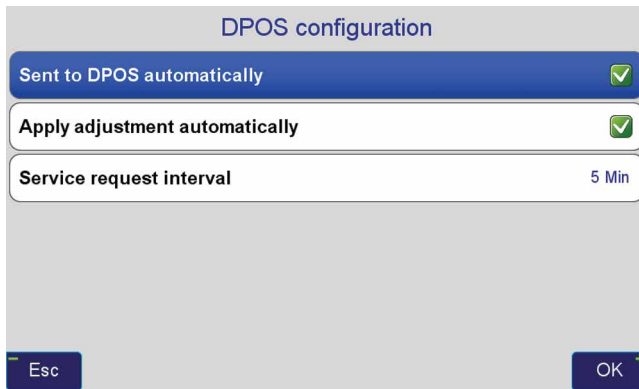 DPOS configuration
Sent to DPOS automatically
Apply adjustment automatically
Service request interval 5 Min
Esc OK